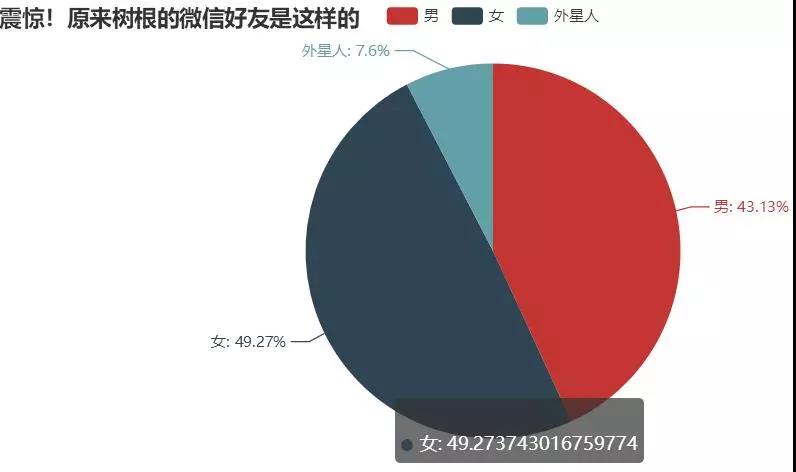 震惊！原来树根的微信好友是这样的
男 女 外星人
外星人: 7.6%
男: 43.13%
女: 49.27%
女: 49.273743016759774